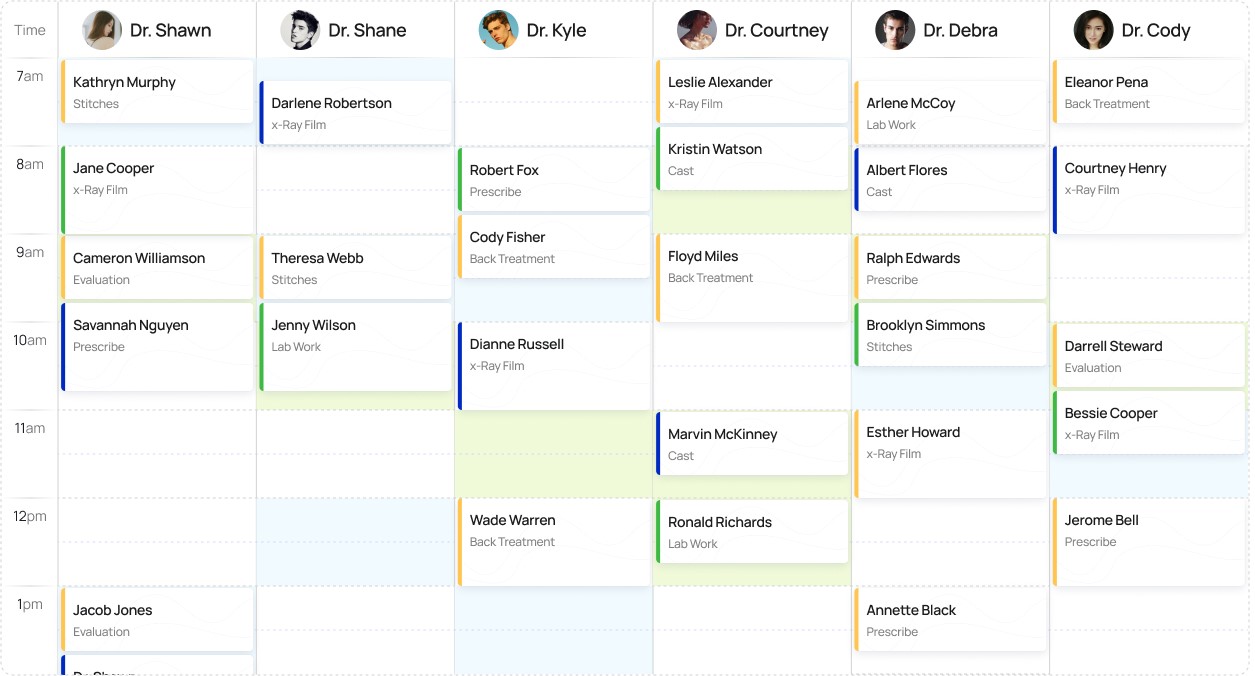 Time
Dr. Shawn
Dr. Shane
Dr. Kyle
Dr. Courtney
Dr. Debra
Dr. Cody
7am
Kathryn Murphy
Stitches
Darlene Robertson
x-Ray Film
Leslie Alexander
x-Ray Film
Kristin Watson
Cast
Arlene McCoy
Lab Work
Eleanor Pena
Back Treatment
8am
Jane Cooper
x-Ray Film
Robert Fox
Prescribe
Cody Fisher
Back Treatment
Albert Flores
Cast
Courtney Henry
x-Ray Film
9am
Cameron Williamson
Evaluation
Savannah Nguyen
Prescribe
Theresa Webb
Stitches
Jenny Wilson
Lab Work
Floyd Miles
Back Treatment
Ralph Edwards
Prescribe
Brooklyn Simmons
Stitches
10am
Dianne Russell
x-Ray Film
Darrell Steward
Evaluation
Bessie Cooper
x-Ray Film
11am
Marvin McKinney
Cast
Esther Howard
x-Ray Film
12pm
Wade Warren
Back Treatment
Ronald Richards
Lab Work
Jerome Bell
Prescribe
1pm
Jacob Jones
Evaluation
Annette Black
Prescribe